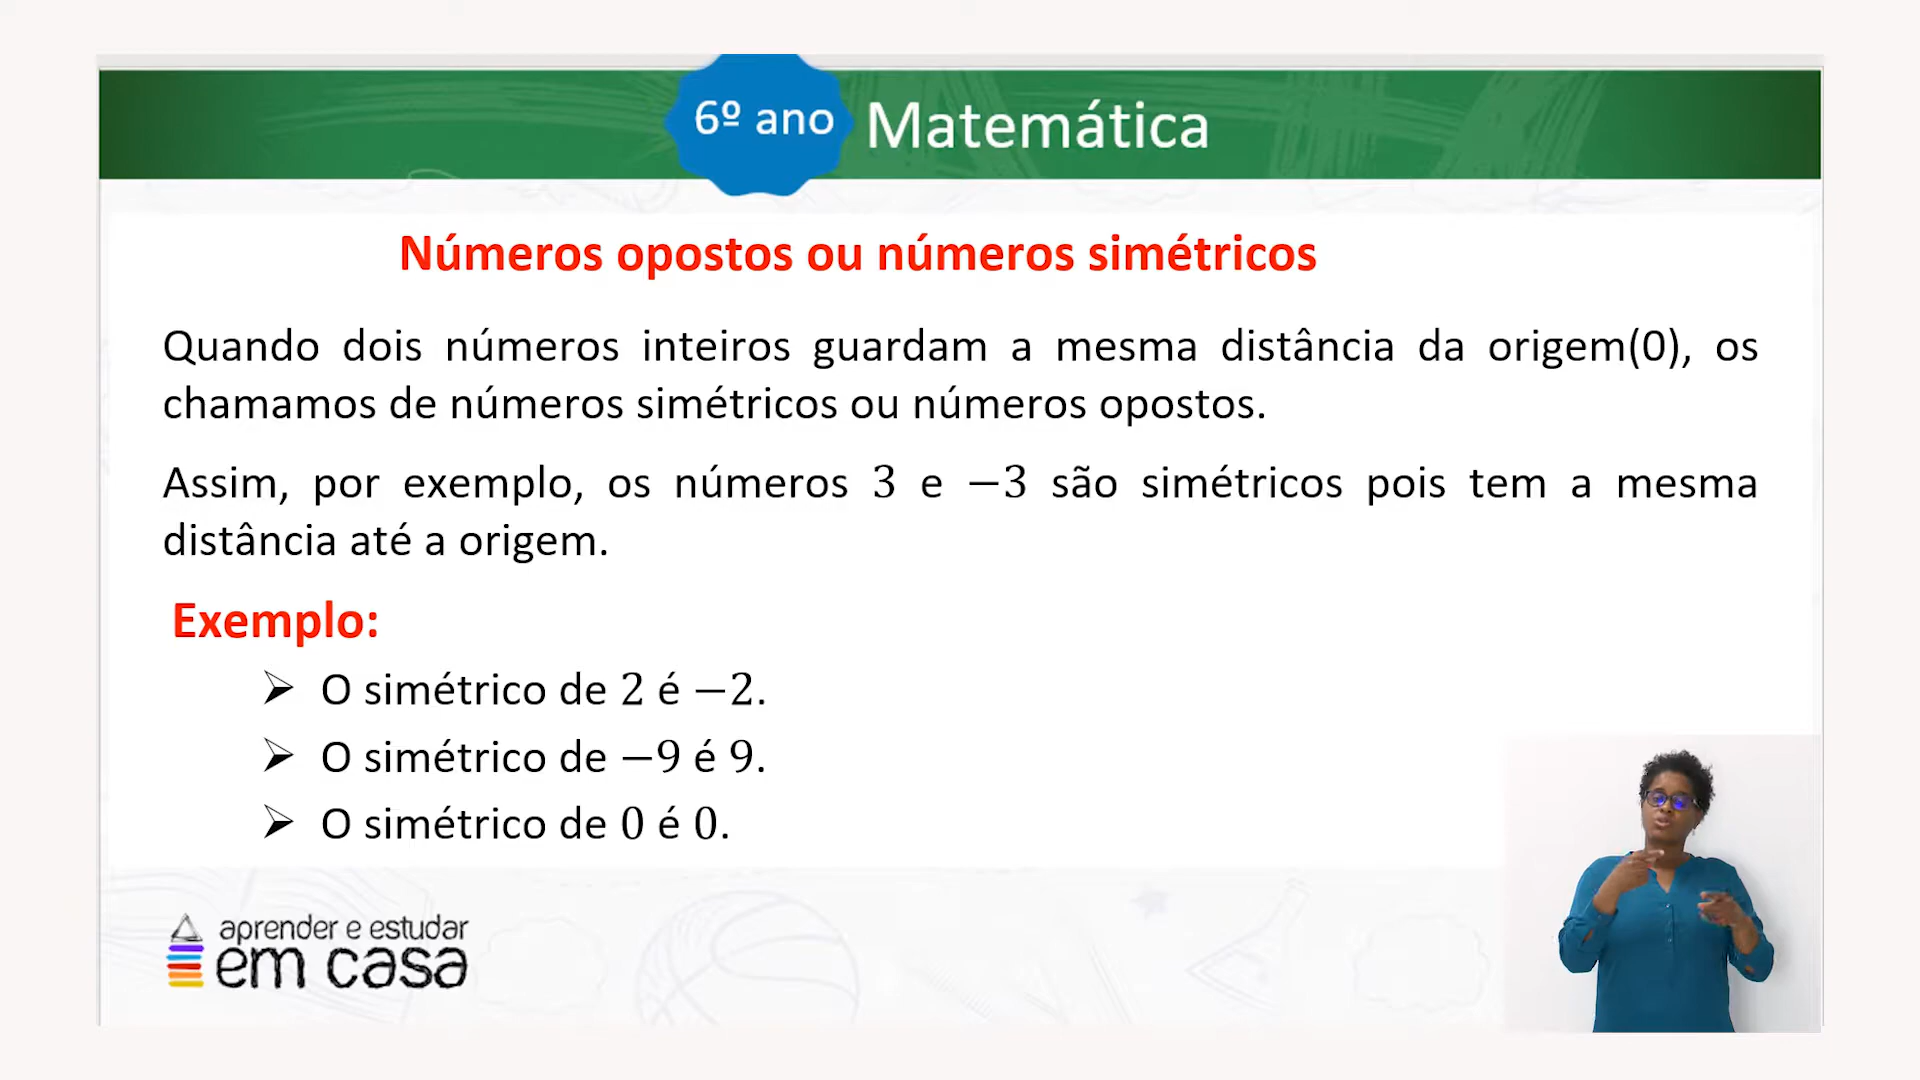 6º ano Matemática
Números opostos ou números simétricos
Quando dois números inteiros guardam a mesma distância da origem(0), os
chamamos de números simétricos ou números opostos.
Assim, por exemplo, os números 3 e −3 são simétricos pois tem a mesma
distância até a origem.
Exemplo:
➢ O simétrico de 2 é −2.
➢ O simétrico de −9 é 9.
➢ O simétrico de 0 é 0.
aprender e estudar
em casa